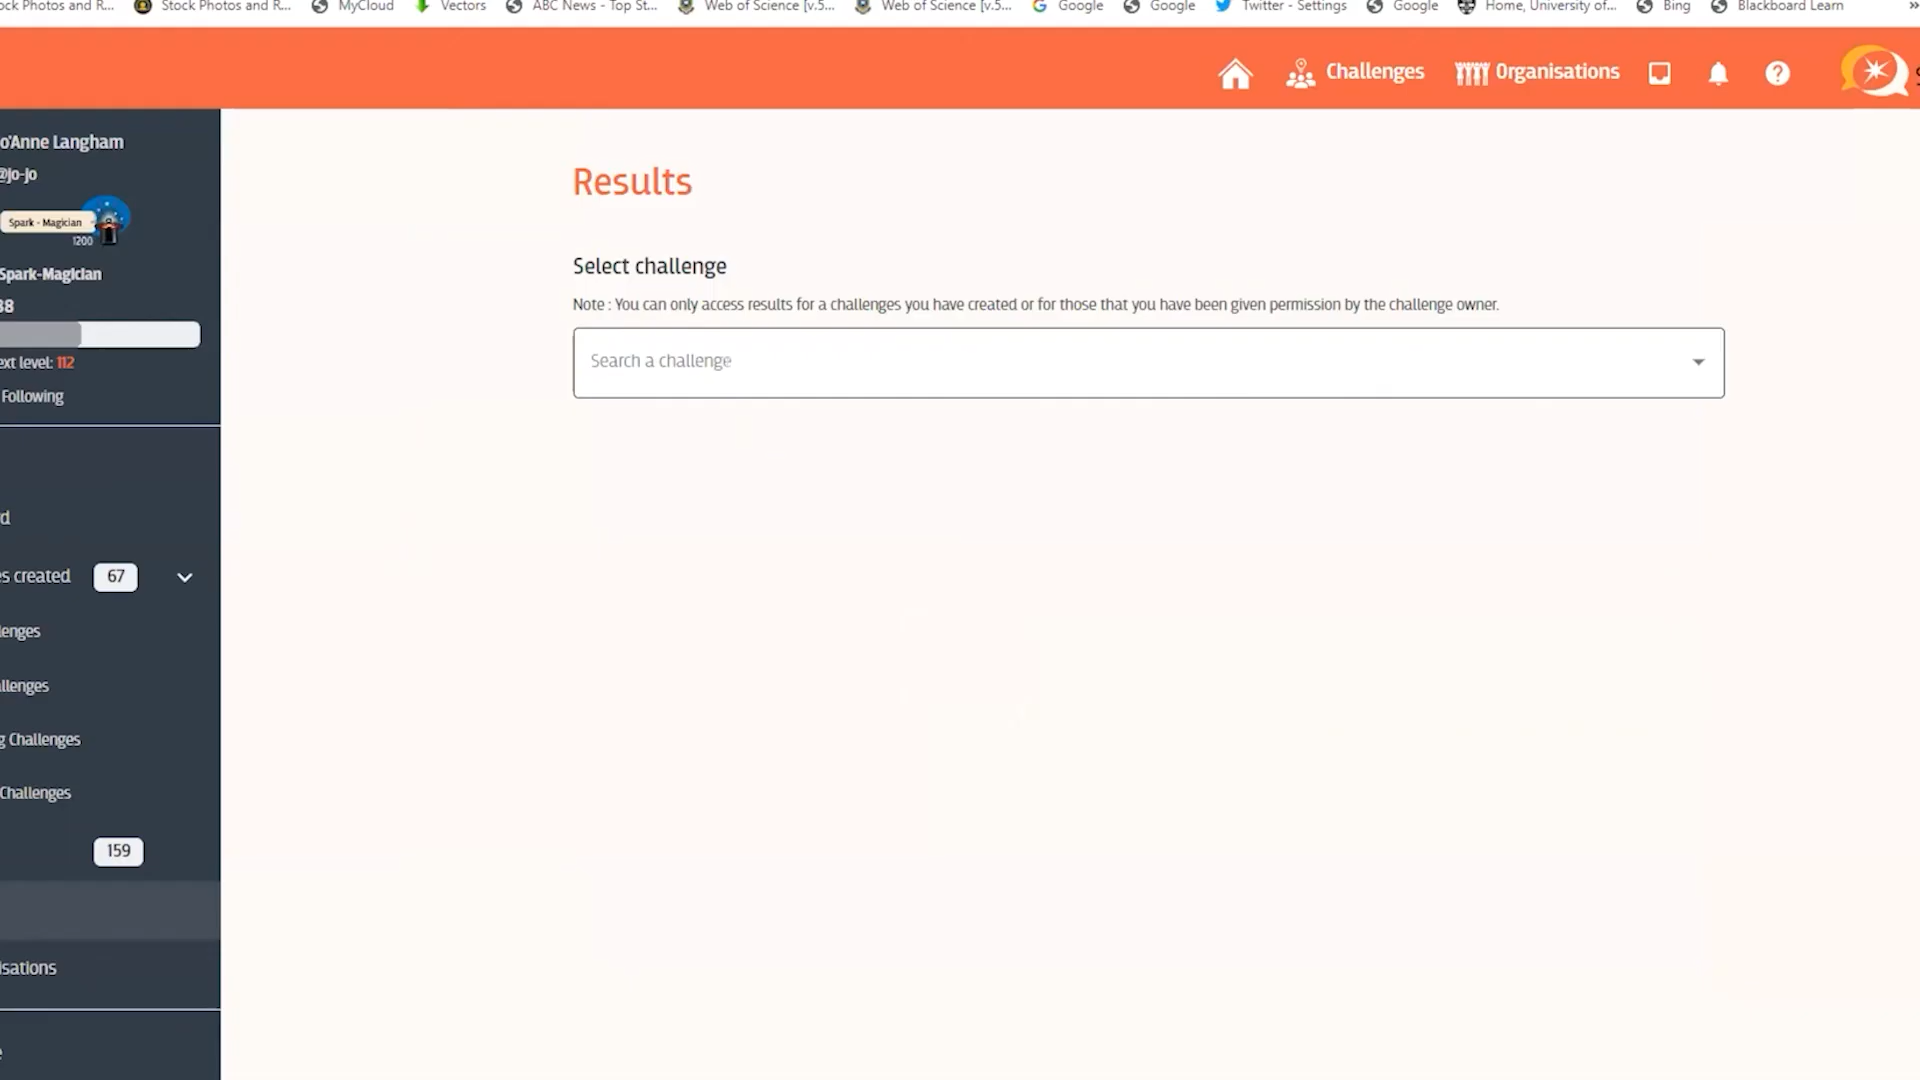 ock Photos and R... Stock Photos and R... MyCloud Vectors ABC News - Top St... Web of Science [v.5... Web of Science [v.5... Google Google Twitter - Settings Google Home, University of... Bing Blackboard Learn »
Challenges Organisations
o'Anne Langham
@jo-jo
Spark - Magician
1200
Spark-Magician
38
ext level: 112
Following
d
es created 67
lenges
llenges
g Challenges
Challenges
159
isations
Results
Select challenge
Note : You can only access results for a challenges you have created or for those that you have been given permission by the challenge owner.
Search a challenge